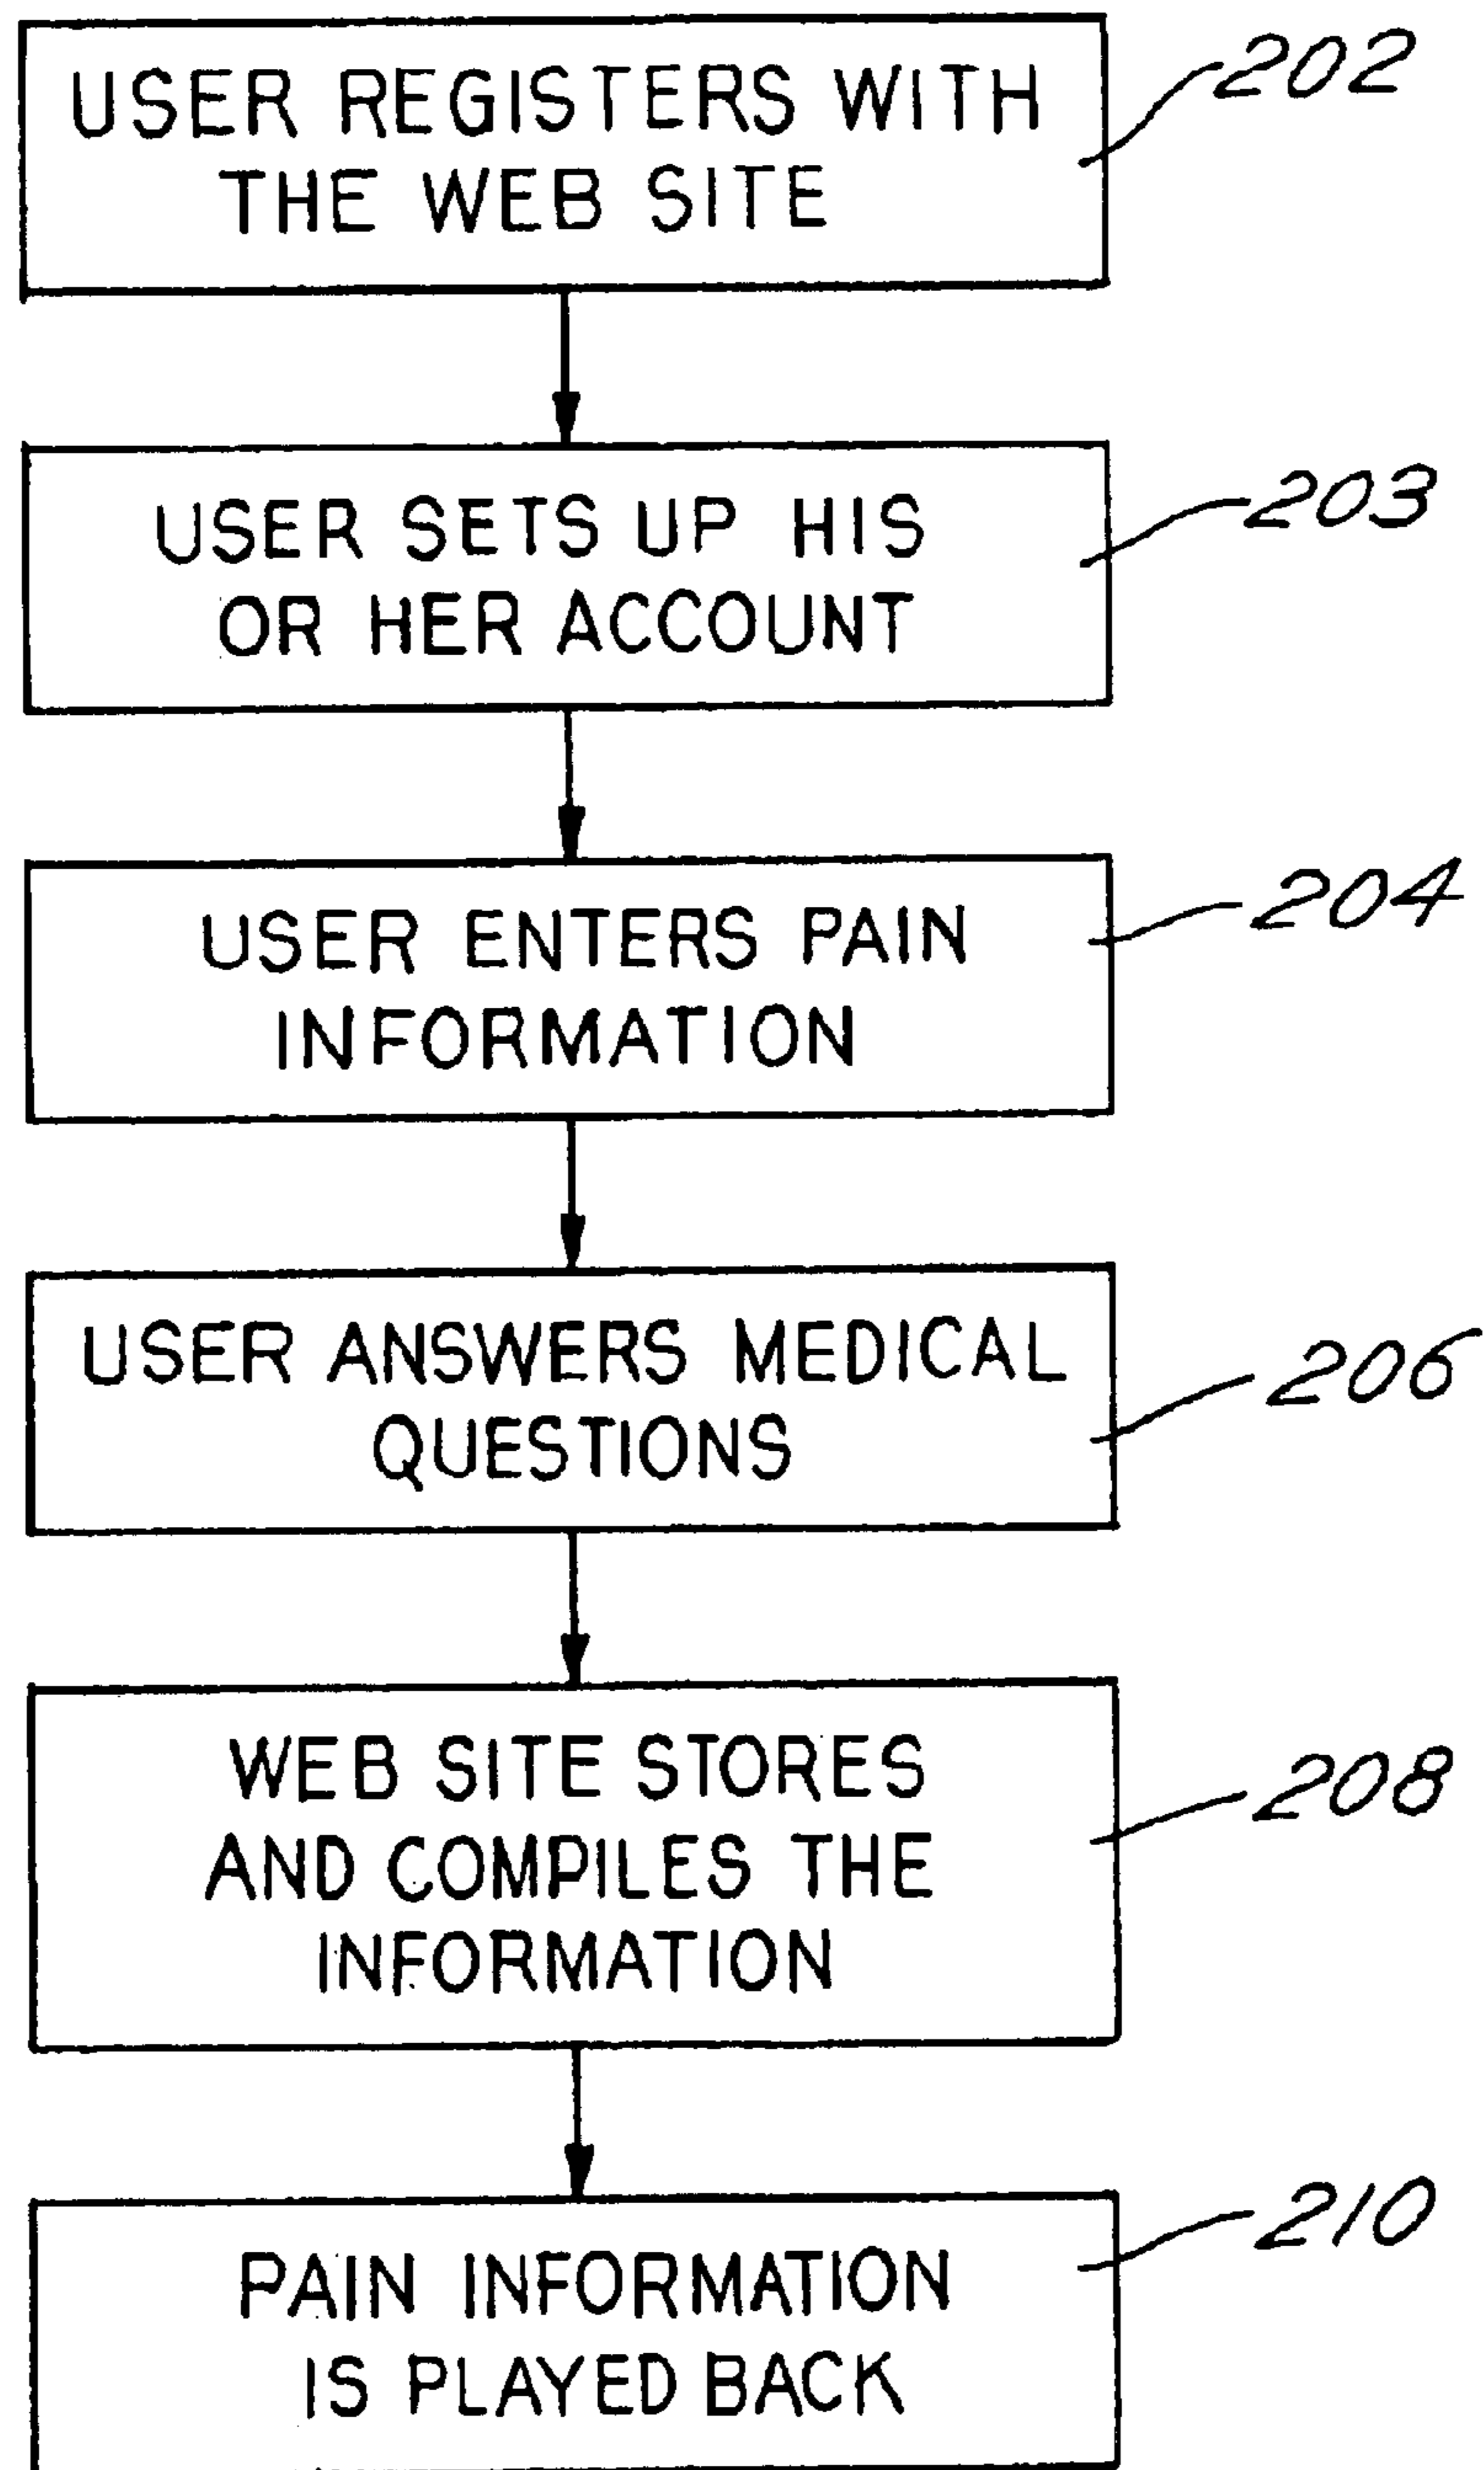 USER REGISTERS WITH
THE WEB SITE
202
USER SETS UP HIS
OR HER ACCOUNT
203
USER ENTERS PAIN
INFORMATION
204
USER ANSWERS MEDICAL
QUESTIONS
206
WEB SITE STORES
AND COMPILES THE
INFORMATION
208
PAIN INFORMATION
IS PLAYED BACK
210